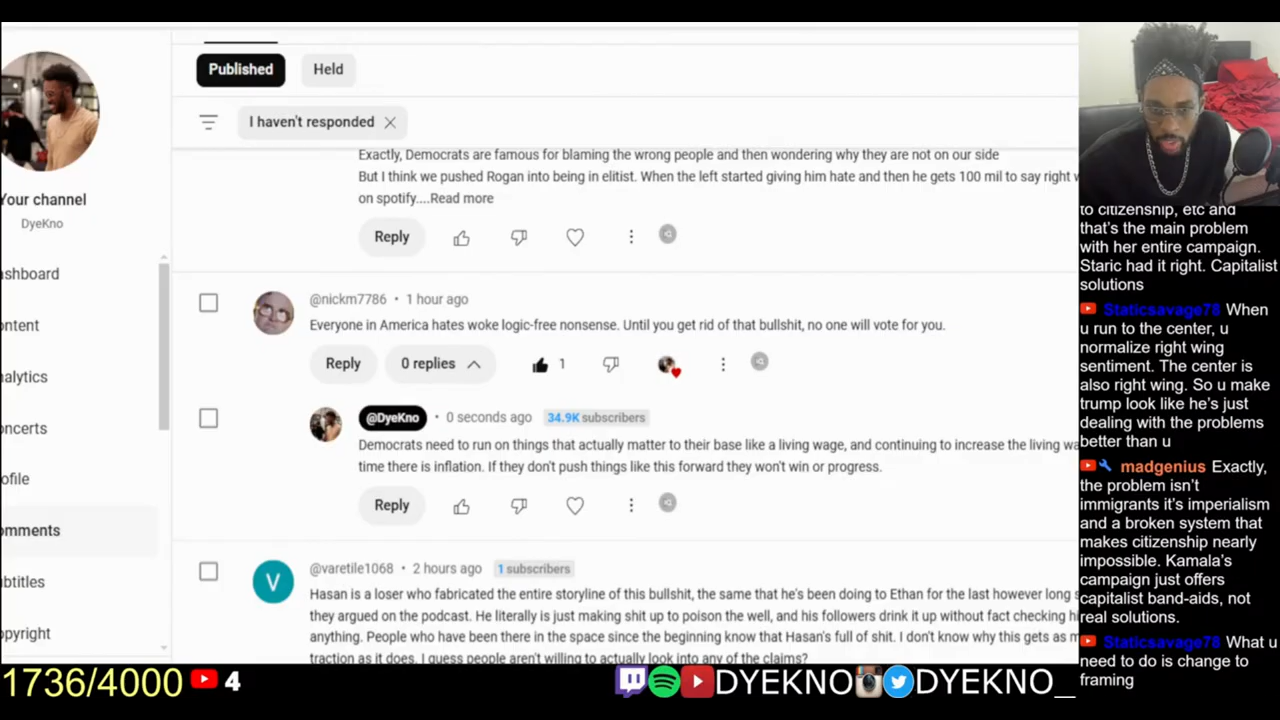 Published
Held
I haven't responded
Your channel
DyeKno
ashboard
ontent
nalytics
oncerts
rofile
omments
ubtitles
opyright
Exactly, Democrats are famous for blaming the wrong people and then wondering why they are not on our side
But I think we pushed Rogan into being in elitist. When the left started giving him hate and then he gets 100 mil to say right w
on spotify....Read more
Reply
@nickm7786 • 1 hour ago
Everyone in America hates woke logic-free nonsense. Until you get rid of that bullshit, no one will vote for you.
Reply 0 replies 1
@DyeKno • 0 seconds ago 34.9K subscribers
Democrats need to run on things that actually matter to their base like a living wage, and continuing to increase the living wa
time there is inflation. If they don't push things like this forward they won't win or progress.
Reply
V
@varetile1068 • 2 hours ago 1 subscribers
Hasan is a loser who fabricated the entire storyline of this bullshit, the same that he's been doing to Ethan for the last however long s
they argued on the podcast. He literally is just making shit up to poison the well, and his followers drink it up without fact checking hi
anything. People who have been there in the space since the beginning know that Hasan's full of shit. I don't know why this gets as m
traction as it does. I guess people aren't willing to actually look into any of the claims?
to citizenship, etc and
that's the main problem
with her entire campaign.
Staric had it right. Capitalist
solutions
Staticsavage78 When
u run to the center, u
normalize right wing
sentiment. The center is
also right wing. So u make
trump look like he's just
dealing with the problems
better than u
madgenius Exactly,
the problem isn't
immigrants it's imperialism
and a broken system that
makes citizenship nearly
impossible. Kamala's
campaign just offers
capitalist band-aids, not
real solutions.
Staticsavage78 What u
need to do is change to
framing
1736/4000 4
DYEKNO DYEKNO_